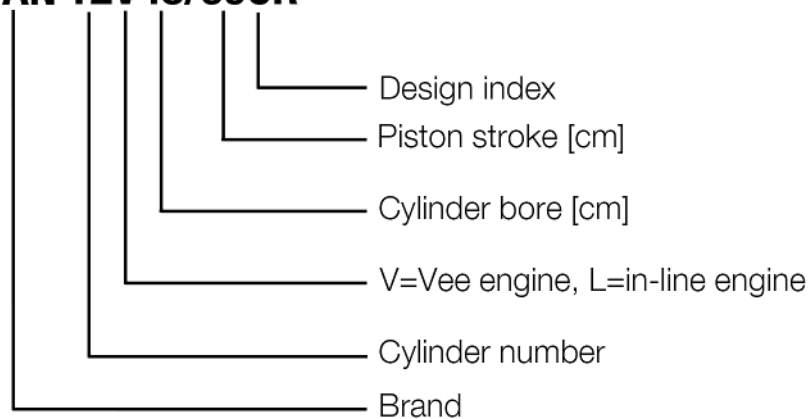 Design index
Piston stroke [cm]
Cylinder bore [cm]
V=Vee engine, L=in-line engine
Cylinder number
Brand